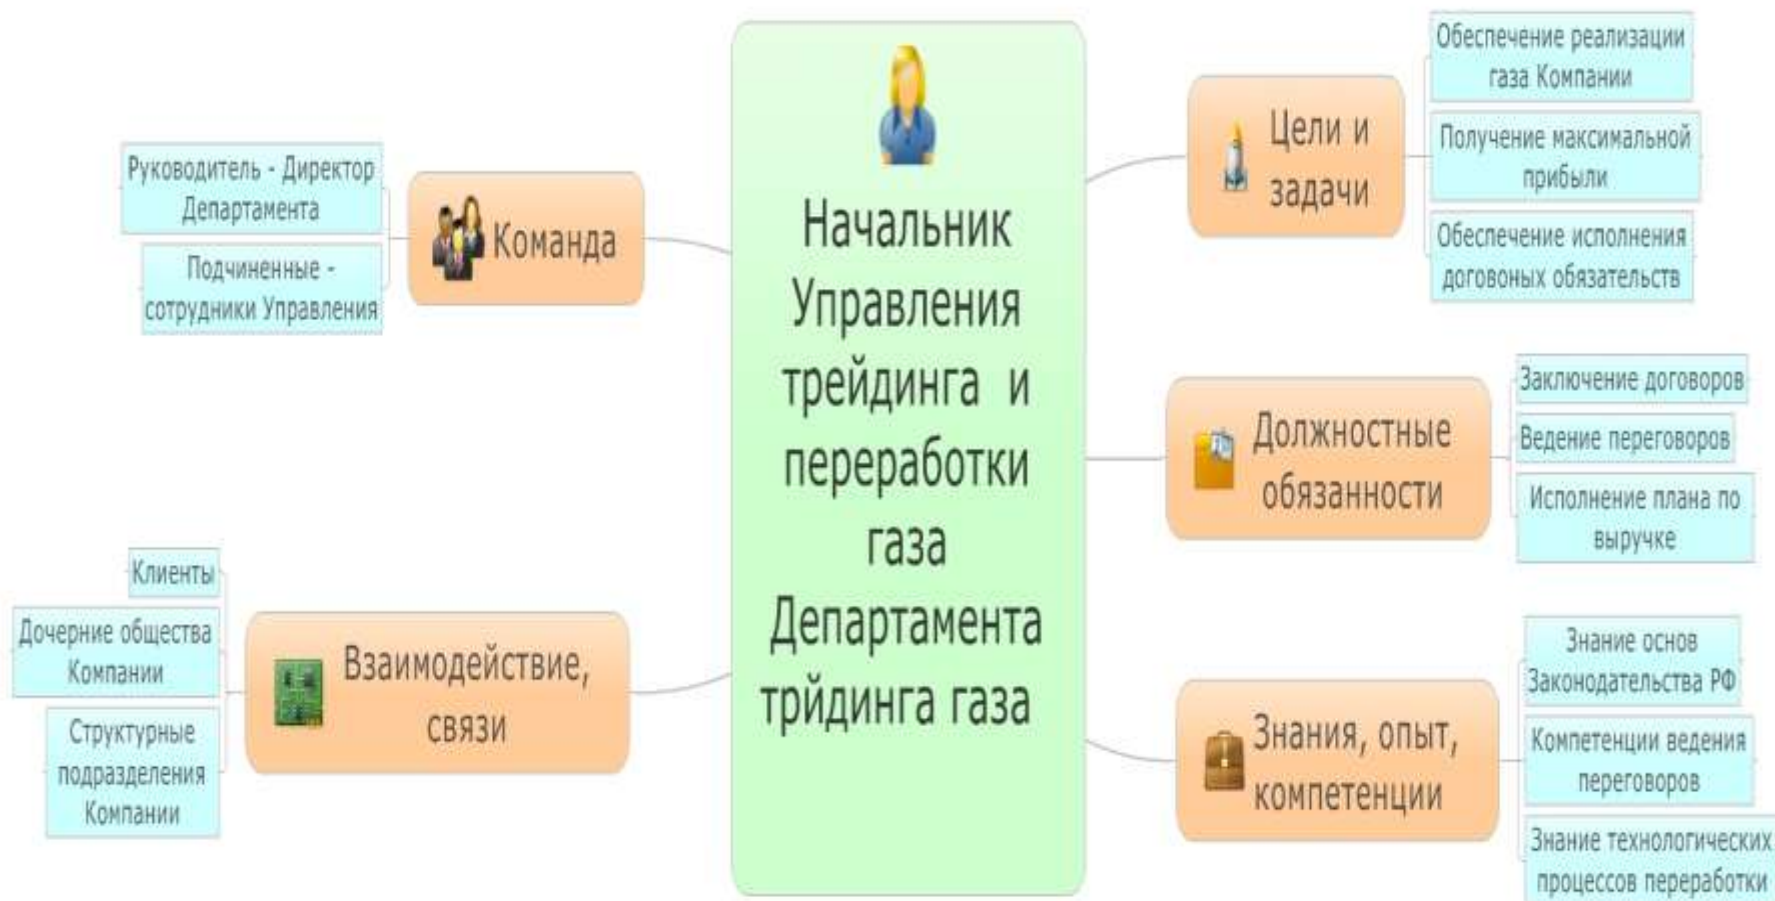 Руководитель - Директор
Департамента
Подчиненные -
сотрудники Управления
Команда
Клиенты
Дочерние общества
Компании
Структурные
подразделения
Компании
Взаимодействие,
связи
Начальник
Управления
трейдинга и
переработки
газа
Департамента
трйдинга газа
Цели и
задачи
Обеспечение реализации
газа Компании
Получение максимальной
прибыли
Обеспечение исполнения
договоных обязательств
Должностные
обязанности
Заключение договоров
Ведение переговоров
Исполнение плана по
выручке
Знания, опыт,
компетенции
Знание основ
Законодательства РФ
Компетенции ведения
переговоров
Знание технологических
процессов переработки